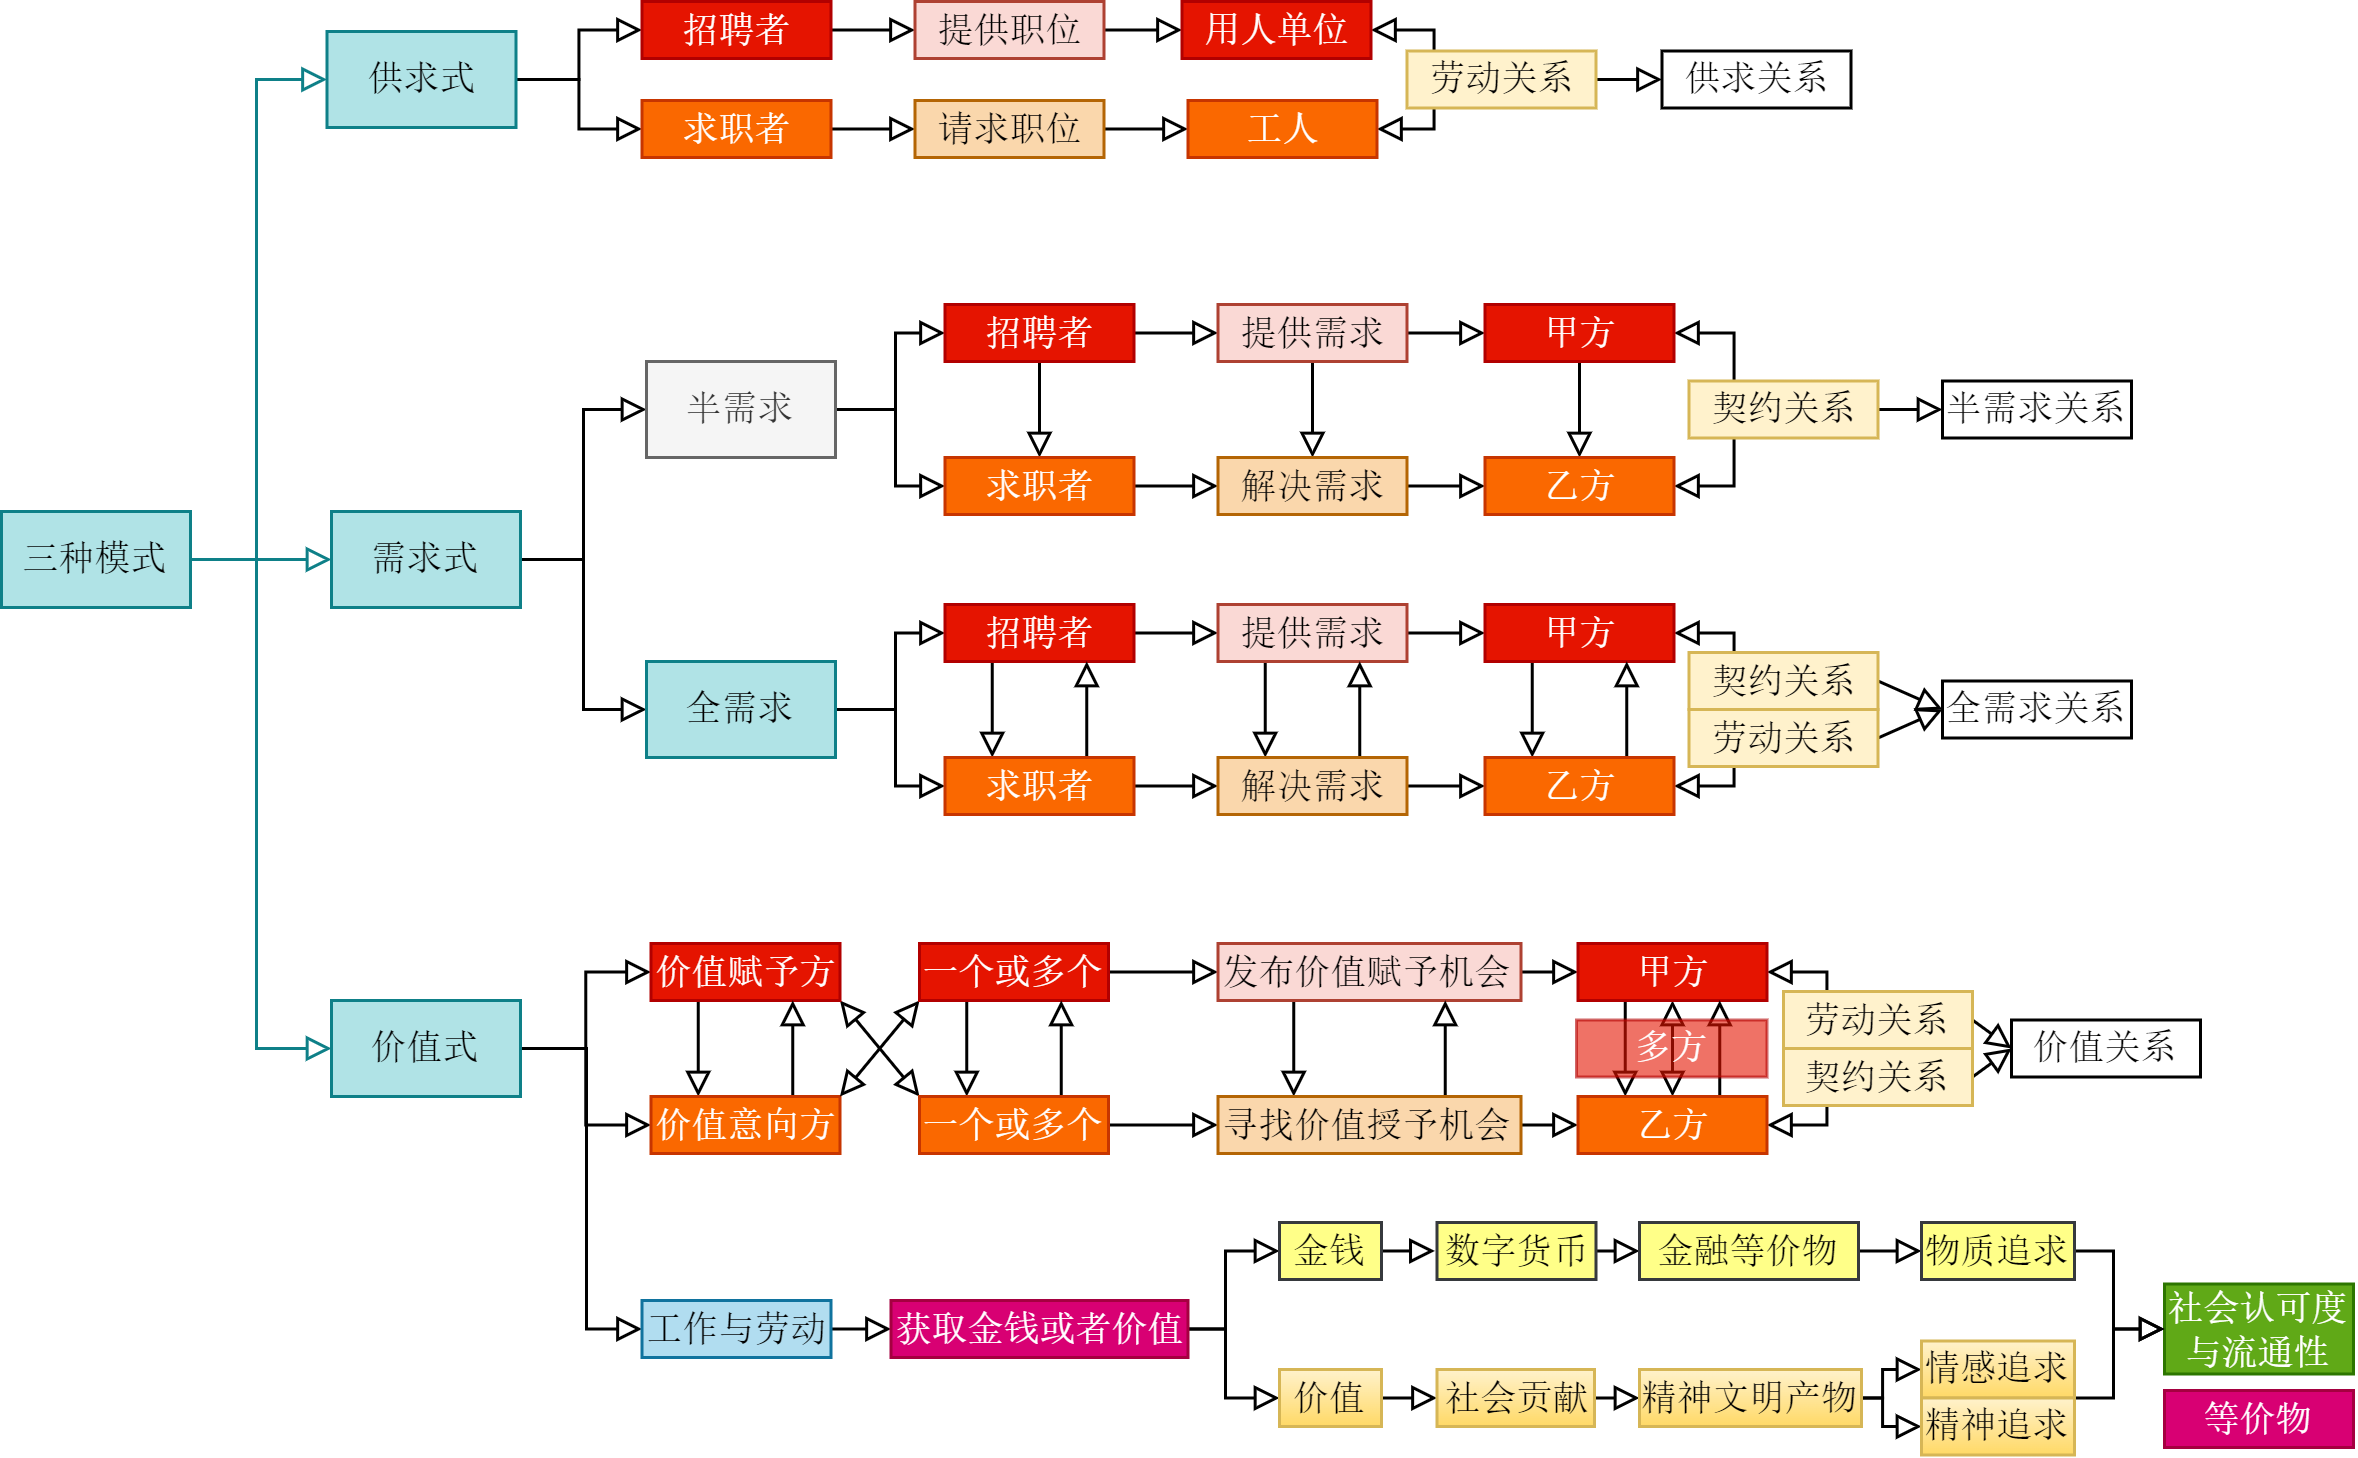 三种模式
供求式
招聘者
提供职位
用人单位
求职者
请求职位
工人
劳动关系
供求关系
需求式
半需求
招聘者
提供需求
甲方
求职者
解决需求
乙方
契约关系
半需求关系
全需求
招聘者
提供需求
甲方
求职者
解决需求
乙方
契约关系
劳动关系
全需求关系
价值式
价值赋予方
一个或多个
发布价值赋予机会
甲方
多方
价值意向方
一个或多个
寻找价值授予机会
乙方
劳动关系
契约关系
价值关系
工作与劳动
获取金钱或者价值
金钱
数字货币
金融等价物
物质追求
价值
社会贡献
精神文明产物
情感追求
精神追求
社会认可度
与流通性
等价物